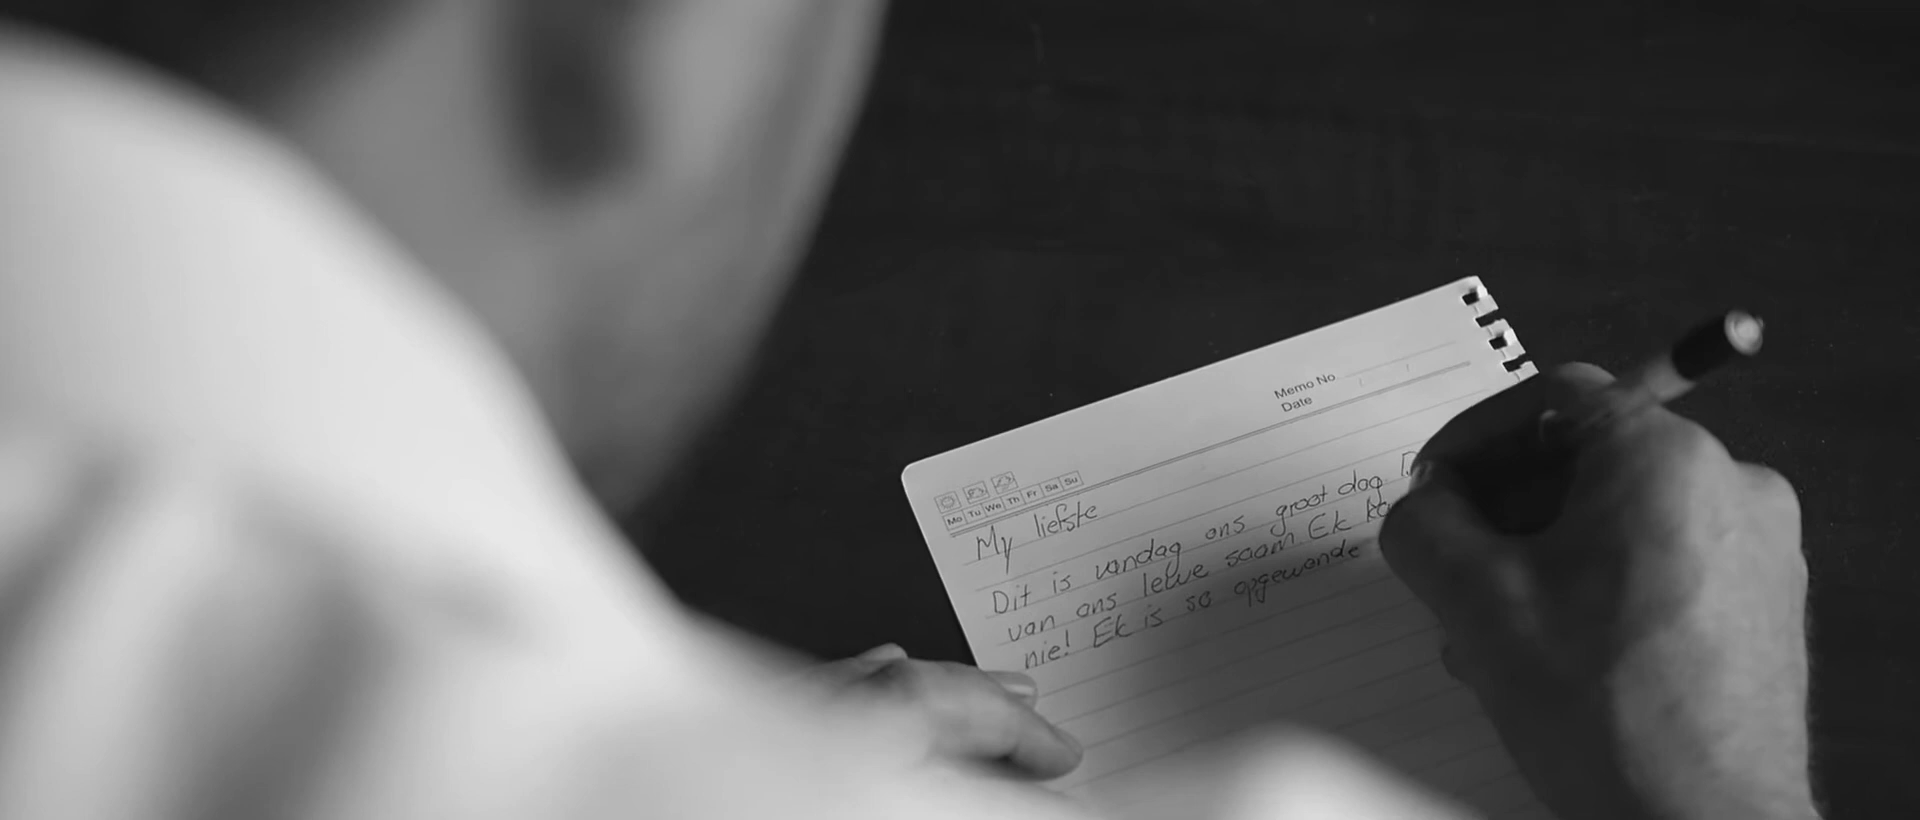 Memo No
Date
Mo Tu We Th Fr Sa Su
My liefste
Dit is vandag ons groot dag
van ons lewe saam Ek
nie! Ek is so opgewonde